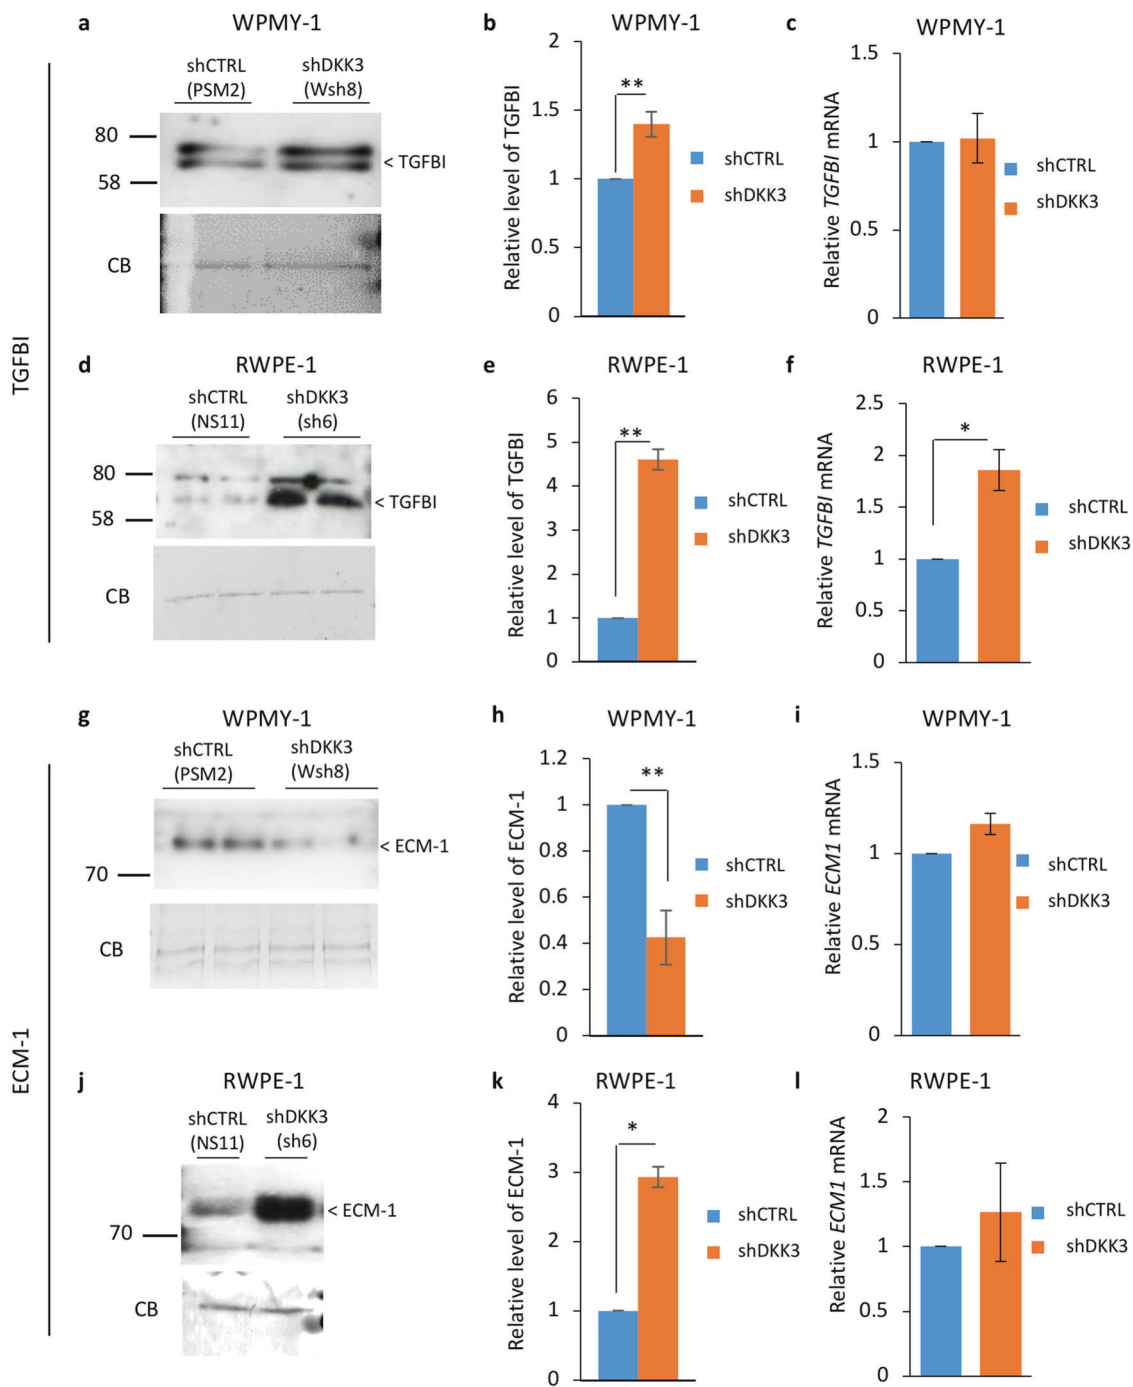 TGFBI
a
WPMY-1
shCTRL
(PSM2)
shDKK3
(Wsh8)
80
58
< TGFBI
CB
b
WPMY-1
Relative level of TGFBI
2
1.5
1
0.5
0
**
shCTRL
shDKK3
c
WPMY-1
Relative TGFBI mRNA
1.5
1
0.5
0
shCTRL
shDKK3
d
RWPE-1
shCTRL
(NS11)
shDKK3
(sh6)
80
58
< TGFBI
CB
e
RWPE-1
Relative level of TGFBI
6
5
4
3
2
1
0
**
shCTRL
shDKK3
f
RWPE-1
Relative TGFBI mRNA
2.5
2
1.5
1
0.5
0
*
shCTRL
shDKK3
ECM-1
g
WPMY-1
shCTRL
(PSM2)
shDKK3
(Wsh8)
70
< ECM-1
CB
h
WPMY-1
Relative level of ECM-1
1.2
1
0.8
0.6
0.4
0.2
0
**
shCTRL
shDKK3
i
WPMY-1
Relative ECM1 mRNA
1.5
1
0.5
0
shCTRL
shDKK3
j
RWPE-1
shCTRL
(NS11)
shDKK3
(sh6)
70
< ECM-1
CB
k
RWPE-1
Relative level of ECM-1
4
3
2
1
0
*
shCTRL
shDKK3
l
RWPE-1
Relative ECM1 mRNA
2
1.5
1
0.5
0
shCTRL
shDKK3